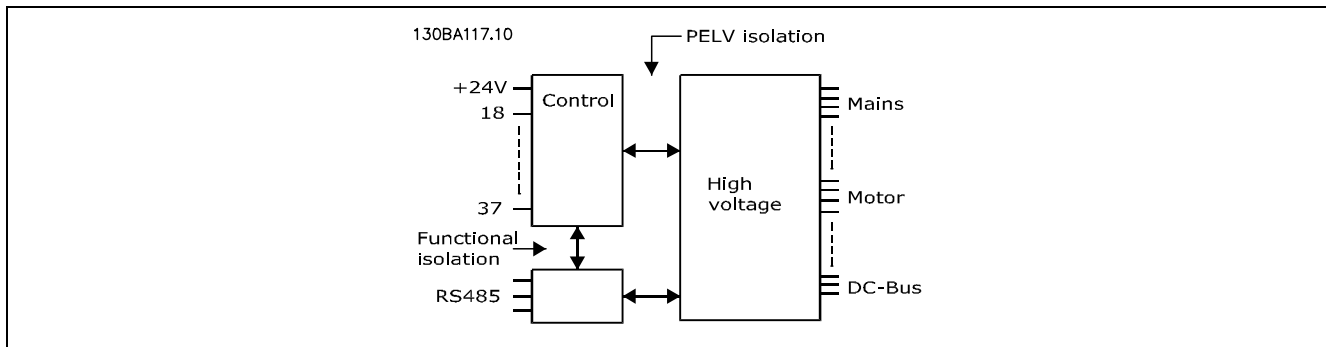 130BA117.10
PELV isolation
+24V
Control
18
Mains
High
voltage
37
Motor
Functional
isolation
RS485
DC-Bus